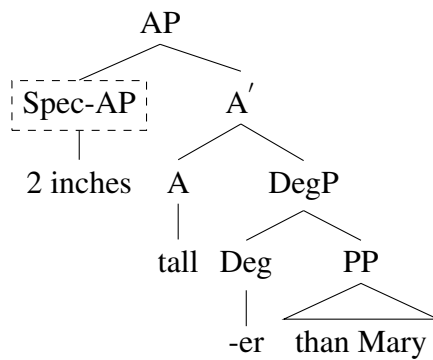 AP
Spec-AP A′
2 inches A DegP
tall Deg PP
-er than Mary